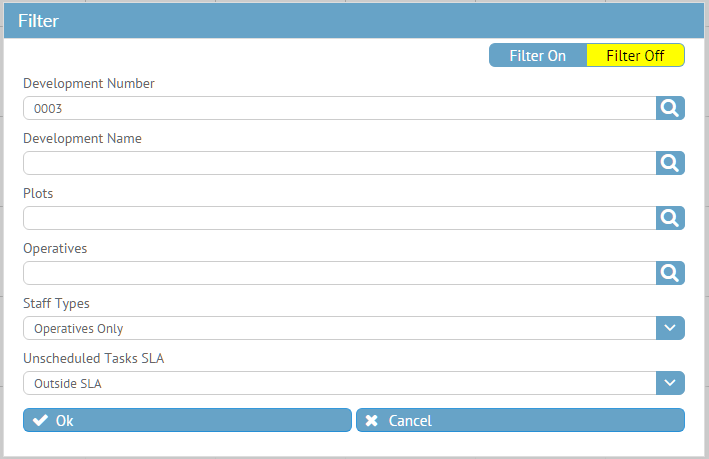 Filter
Filter On Filter Off
Development Number
0003
Development Name
Plots
Operatives
Staff Types
Operatives Only
Unscheduled Tasks SLA
Outside SLA
Ok Cancel